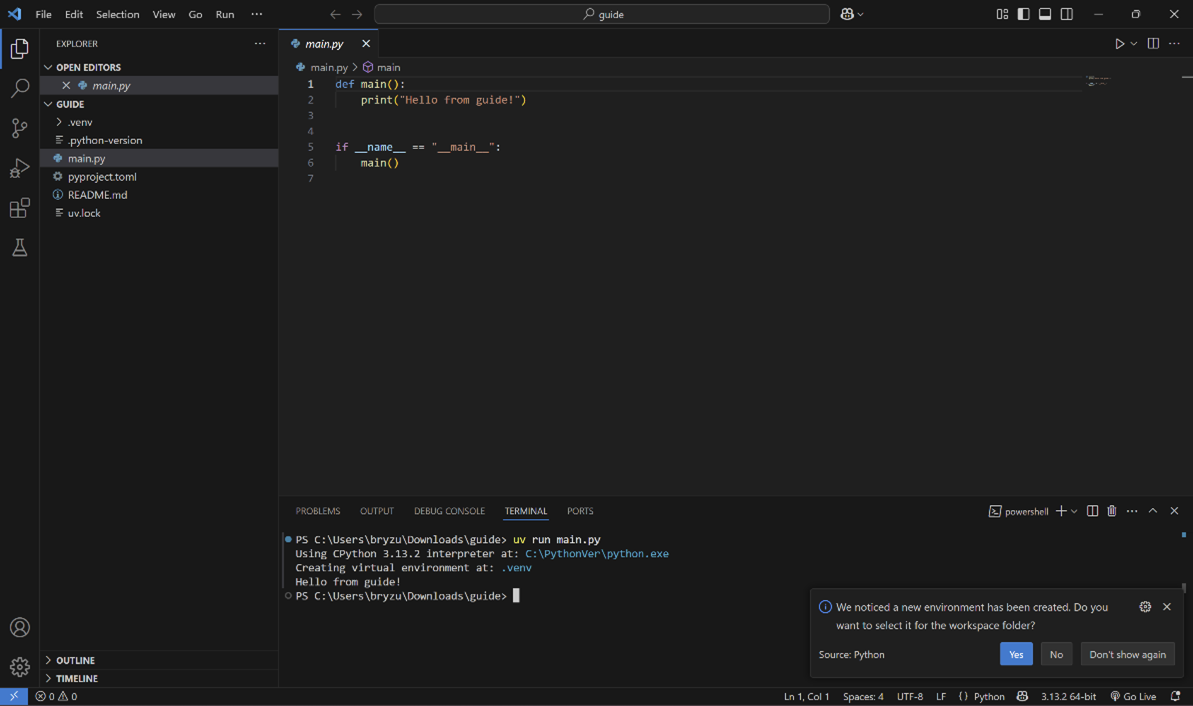 File Edit Selection View Go Run ...
guide
EXPLORER
OPEN EDITORS
main.py
GUIDE
.venv
.python-version
main.py
pyproject.toml
README.md
uv.lock
OUTLINE
TIMELINE
main.py
main.py > main
1 def main():
2 print("Hello from guide!")
3
4
5 if __name__ == "__main__":
6 main()
7
PROBLEMS OUTPUT DEBUG CONSOLE TERMINAL PORTS
powershell
PS C:\Users\bryzu\Downloads\guide> uv run main.py
Using CPython 3.13.2 interpreter at: C:\PythonVer\python.exe
Creating virtual environment at: .venv
Hello from guide!
PS C:\Users\bryzu\Downloads\guide>
We noticed a new environment has been created. Do you
want to select it for the workspace folder?
Source: Python
Yes No Don't show again
0 0
Ln 1, Col 1 Spaces: 4 UTF-8 LF {} Python 3.13.2 64-bit Go Live